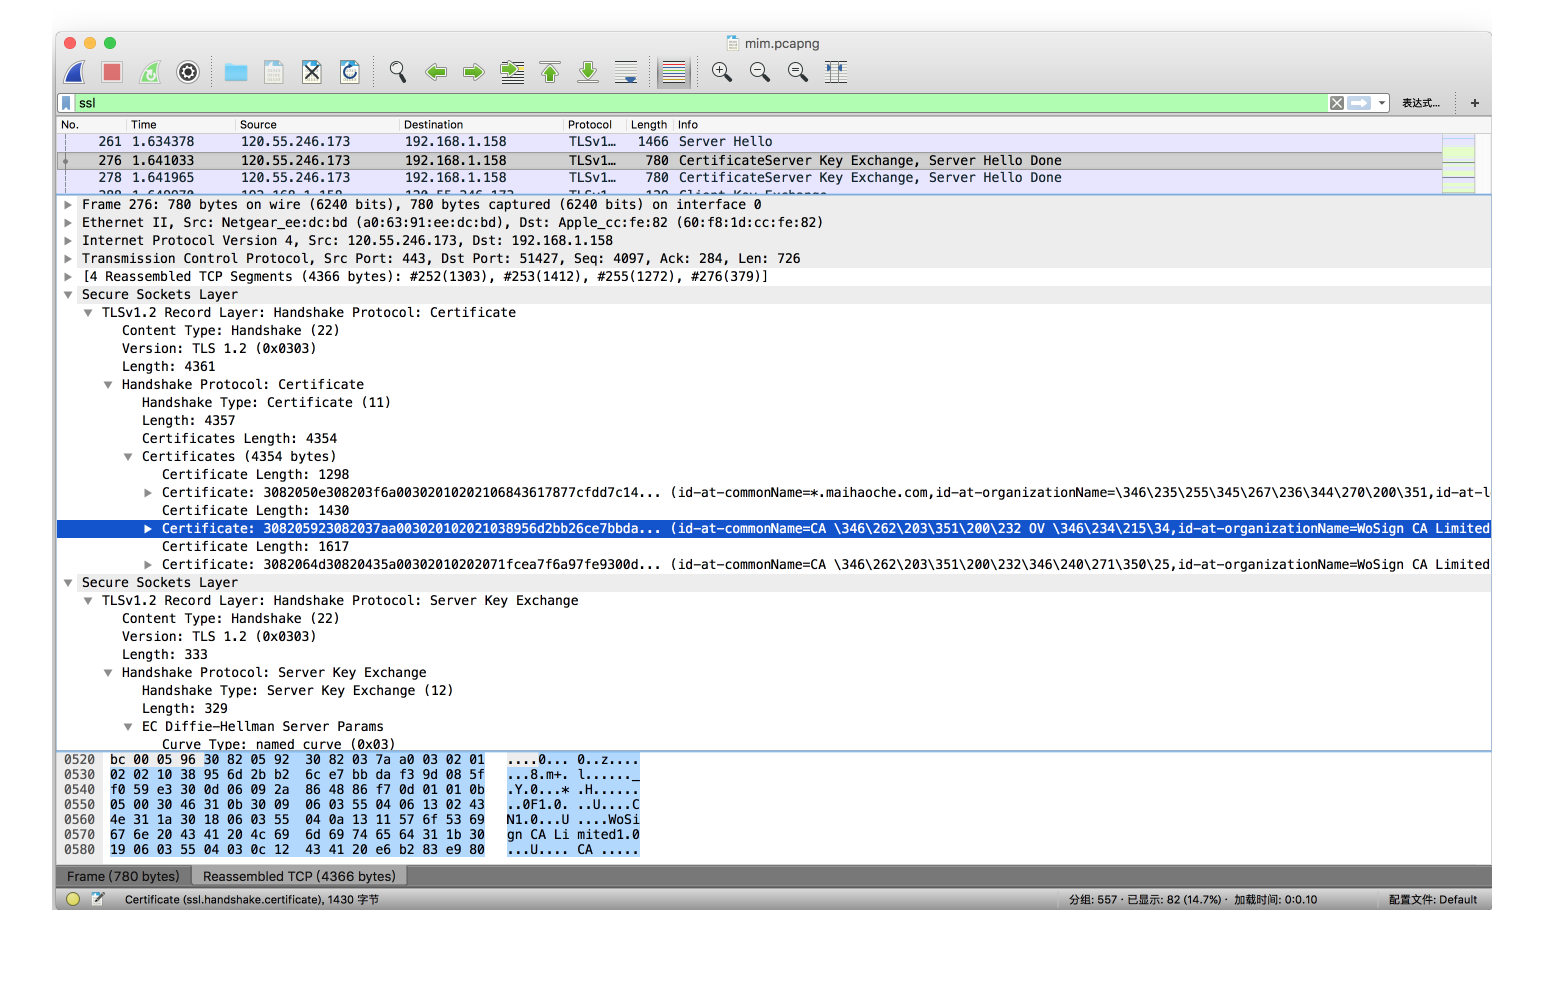 mim.pcapng
ssl
表达式…
+
No. Time Source Destination Protocol Length Info
261 1.634378 120.55.246.173 192.168.1.158 TLSv1… 1466 Server Hello
276 1.641033 120.55.246.173 192.168.1.158 TLSv1… 780 CertificateServer Key Exchange, Server Hello Done
278 1.641965 120.55.246.173 192.168.1.158 TLSv1… 780 CertificateServer Key Exchange, Server Hello Done
Frame 276: 780 bytes on wire (6240 bits), 780 bytes captured (6240 bits) on interface 0
Ethernet II, Src: Netgear_ee:dc:bd (a0:63:91:ee:dc:bd), Dst: Apple_cc:fe:82 (60:f8:1d:cc:fe:82)
Internet Protocol Version 4, Src: 120.55.246.173, Dst: 192.168.1.158
Transmission Control Protocol, Src Port: 443, Dst Port: 51427, Seq: 4097, Ack: 284, Len: 726
[4 Reassembled TCP Segments (4366 bytes): #252(1303), #253(1412), #255(1272), #276(379)]
Secure Sockets Layer
TLSv1.2 Record Layer: Handshake Protocol: Certificate
Content Type: Handshake (22)
Version: TLS 1.2 (0x0303)
Length: 4361
Handshake Protocol: Certificate
Handshake Type: Certificate (11)
Length: 4357
Certificates Length: 4354
Certificates (4354 bytes)
Certificate Length: 1298
Certificate: 3082050e308203f6a00302010202106843617877cfdd7c14... (id-at-commonName=*.maihaoche.com,id-at-organizationName=\346\235\255\345\267\236\344\270\200\351,id-at-l
Certificate Length: 1430
Certificate: 308205923082037aa003020102021038956d2bb26ce7bbda... (id-at-commonName=CA \346\262\203\351\200\232 OV \346\234\215\34,id-at-organizationName=WoSign CA Limited
Certificate Length: 1617
Certificate: 3082064d30820435a00302010202071fcea7f6a97fe9300d... (id-at-commonName=CA \346\262\203\351\200\232\346\240\271\350\25,id-at-organizationName=WoSign CA Limited
Secure Sockets Layer
TLSv1.2 Record Layer: Handshake Protocol: Server Key Exchange
Content Type: Handshake (22)
Version: TLS 1.2 (0x0303)
Length: 333
Handshake Protocol: Server Key Exchange
Handshake Type: Server Key Exchange (12)
Length: 329
EC Diffie-Hellman Server Params
Curve Type: named curve (0x03)
0520 bc 00 05 96 30 82 05 92 30 82 03 7a a0 03 02 01 ....0... 0..z....
0530 02 02 10 38 95 6d 2b b2 6c e7 bb da f3 9d 08 5f ...8.m+. l......_
0540 f0 59 e3 30 0d 06 09 2a 86 48 86 f7 0d 01 01 0b .Y.0...* .H......
0550 05 00 30 46 31 0b 30 09 06 03 55 04 06 13 02 43 ..0F1.0. ..U....C
0560 4e 31 1a 30 18 06 03 55 04 0a 13 11 57 6f 53 69 N1.0...U ....WoSi
0570 67 6e 20 43 41 20 4c 69 6d 69 74 65 64 31 1b 30 gn CA Li mited1.0
0580 19 06 03 55 04 03 0c 12 43 41 20 e6 b2 83 e9 80 ...U.... CA .....
Frame (780 bytes) Reassembled TCP (4366 bytes)
Certificate (ssl.handshake.certificate), 1430 字节 分组: 557 · 已显示: 82 (14.7%) · 加载时间: 0:0.10 配置文件: Default